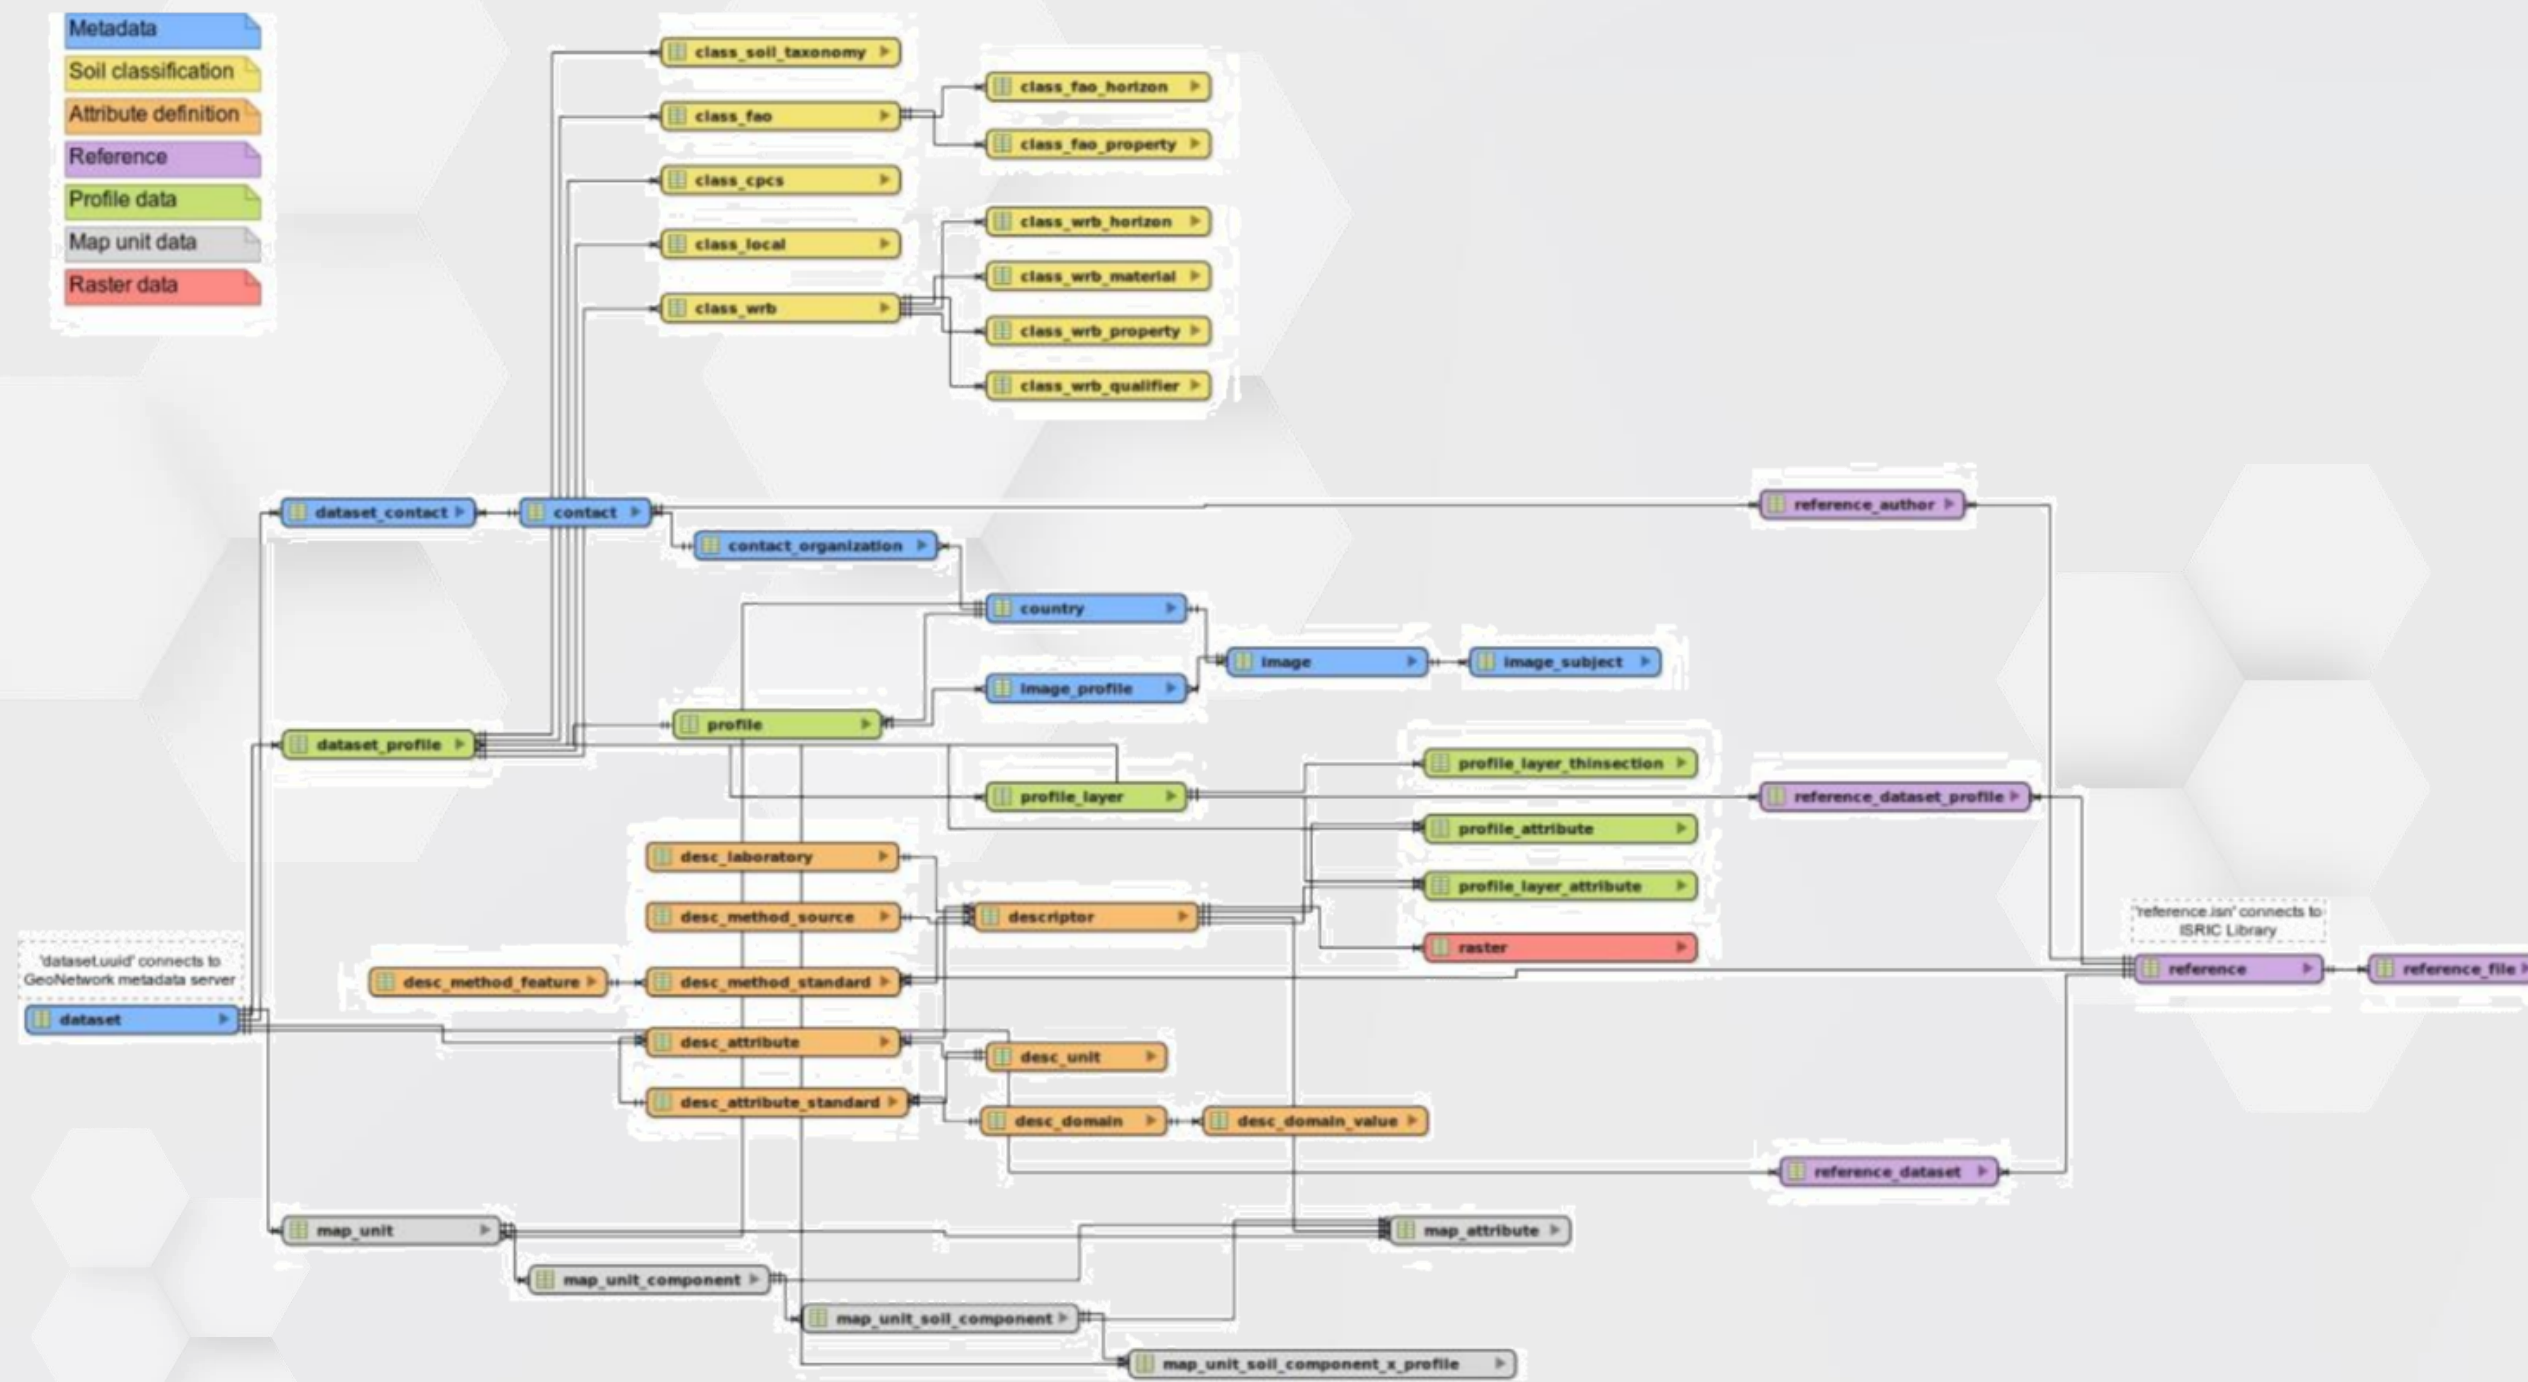 Metadata
Soil classification
Attribute definition
Reference
Profile data
Map unit data
Raster data
class_soil_taxonomy
class_fao
class_cpcs
class_local
class_wrb
class_fao_horizon
class_fao_property
class_wrb_horizon
class_wrb_material
class_wrb_property
class_wrb_qualifier
dataset_contact
contact
reference_author
contact_organization
country
image
image_subject
image_profile
profile
dataset_profile
profile_layer_thinsection
profile_layer
reference_dataset_profile
profile_attribute
desc_laboratory
profile_layer_attribute
desc_method_source
descriptor
raster
'reference.isn' connects to
ISRIC Library
'dataset.uuid' connects to
GeoNetwork metadata server
desc_method_feature
desc_method_standard
reference
reference_file
dataset
desc_attribute
desc_unit
desc_attribute_standard
desc_domain
desc_domain_value
reference_dataset
map_unit
map_attribute
map_unit_component
map_unit_soil_component
map_unit_soil_component_x_profile